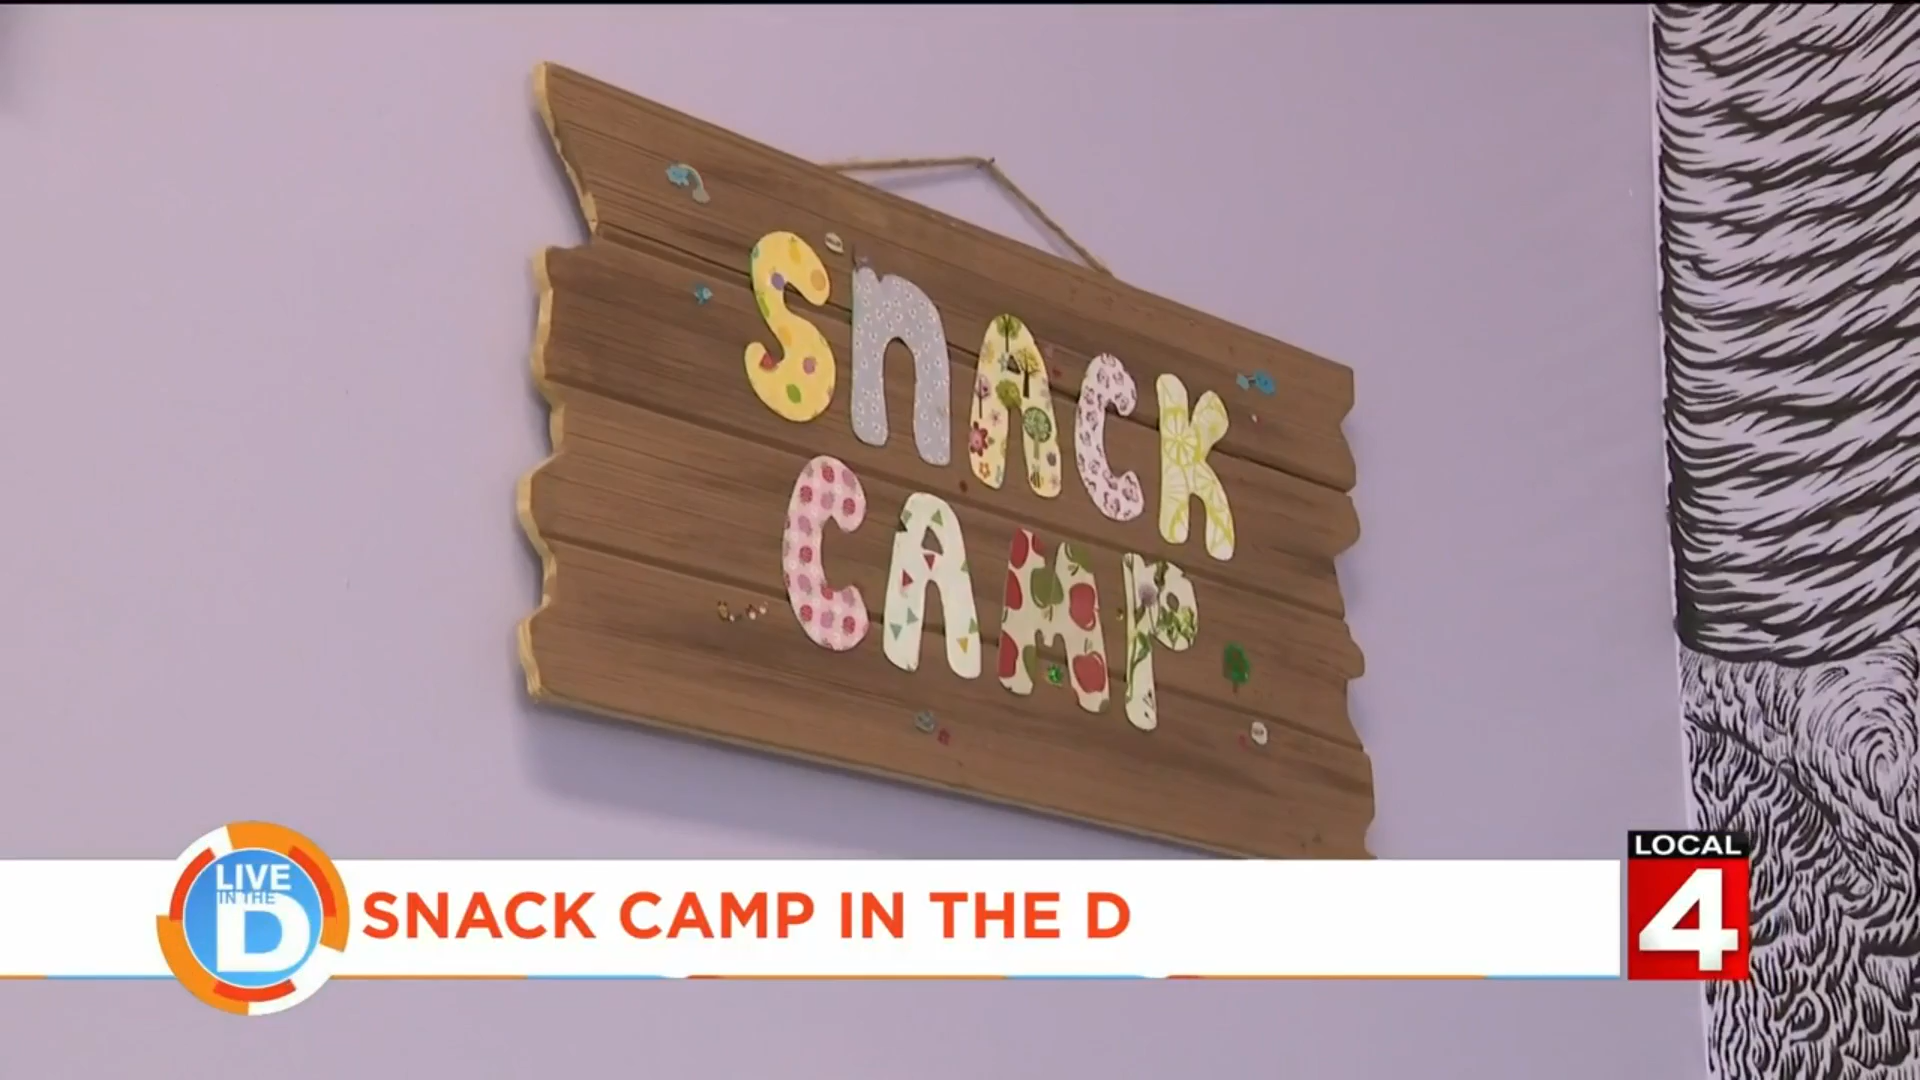 SnACK
CAMP
LIVE
IN THE
D
SNACK CAMP IN THE D
LOCAL
4